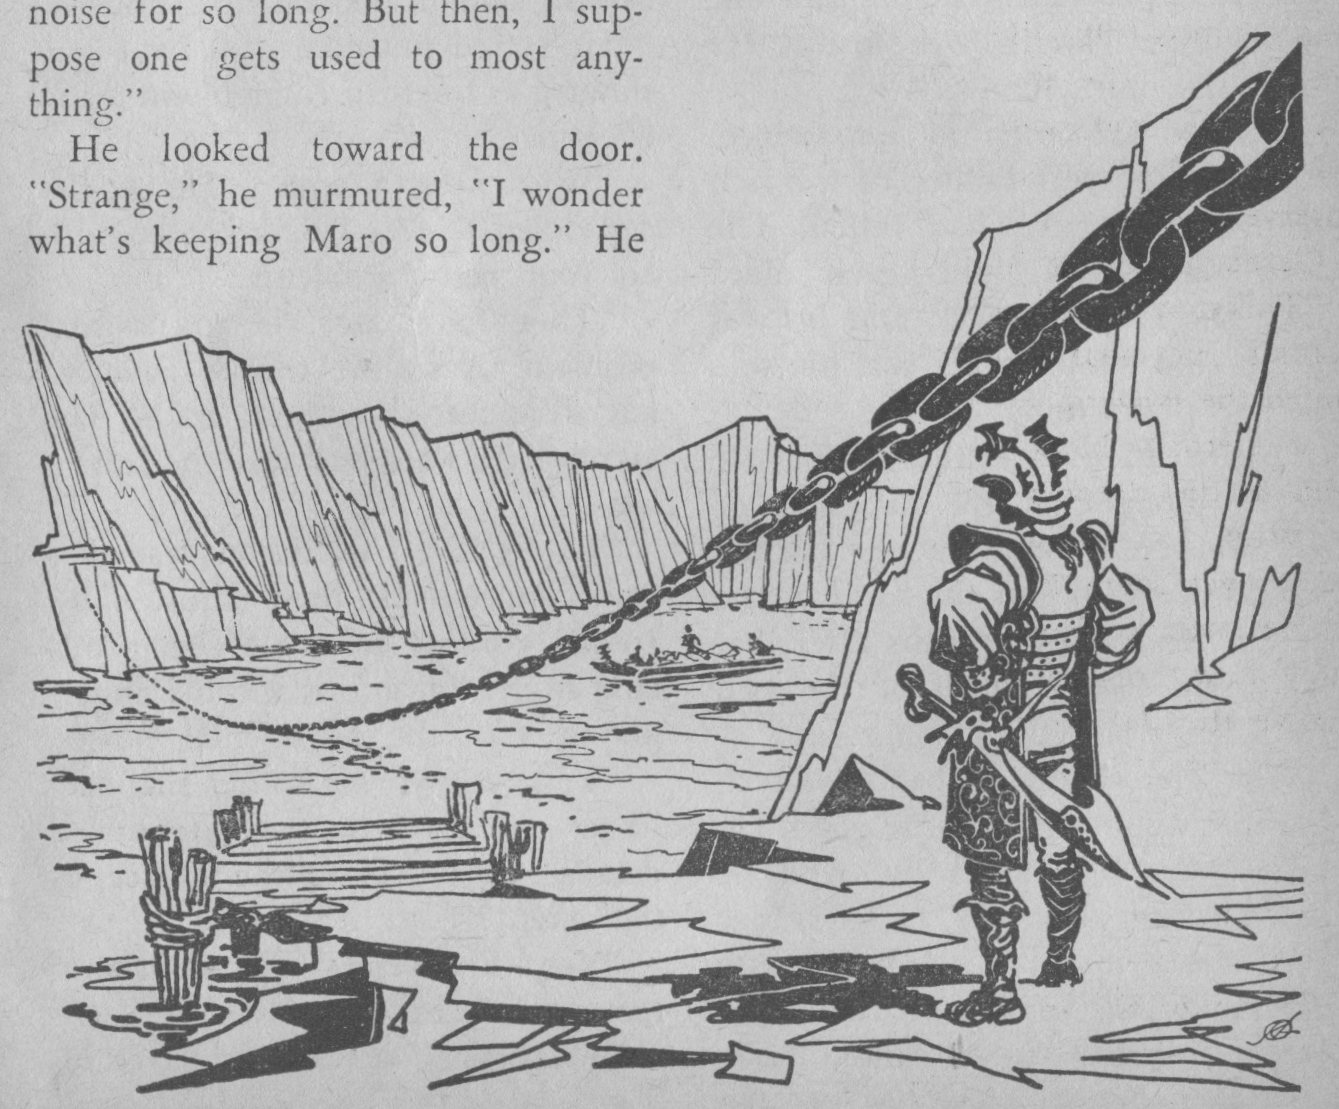 noise for so long. But then, I sup-
pose one gets used to most any-
thing."
He looked toward the door.
"Strange," he murmured, "I wonder
what's keeping Maro so long." He